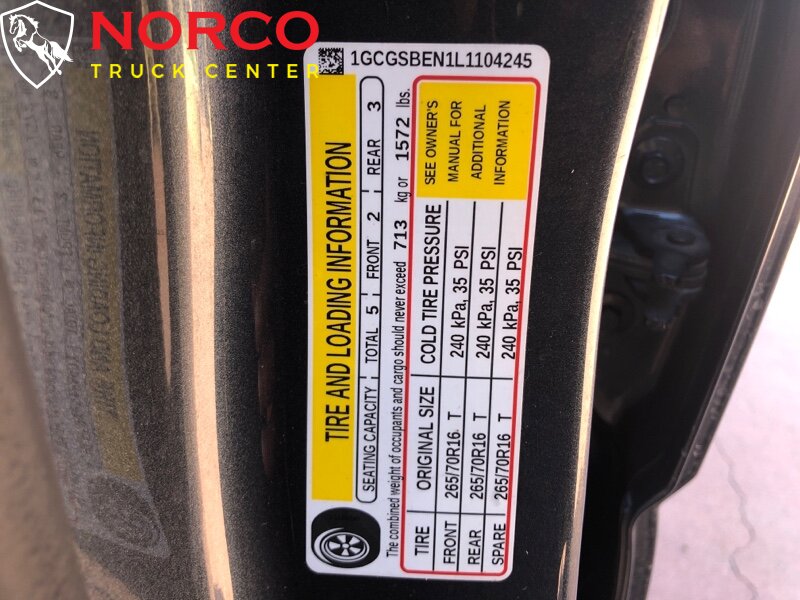 NORCO
TRUCK CENTER
1GCGSBEN1L1104245
TIRE AND LOADING INFORMATION
SEATING CAPACITY TOTAL 5 FRONT 2 REAR 3
The combined weight of occupants and cargo should never exceed 713 kg or 1572 lbs.
TIRE ORIGINAL SIZE COLD TIRE PRESSURE
FRONT 265/70R16 T 240 kPa, 35 PSI
REAR 265/70R16 T 240 kPa, 35 PSI
SPARE 265/70R16 T 240 kPa, 35 PSI
SEE OWNER'S
MANUAL FOR
ADDITIONAL
INFORMATION